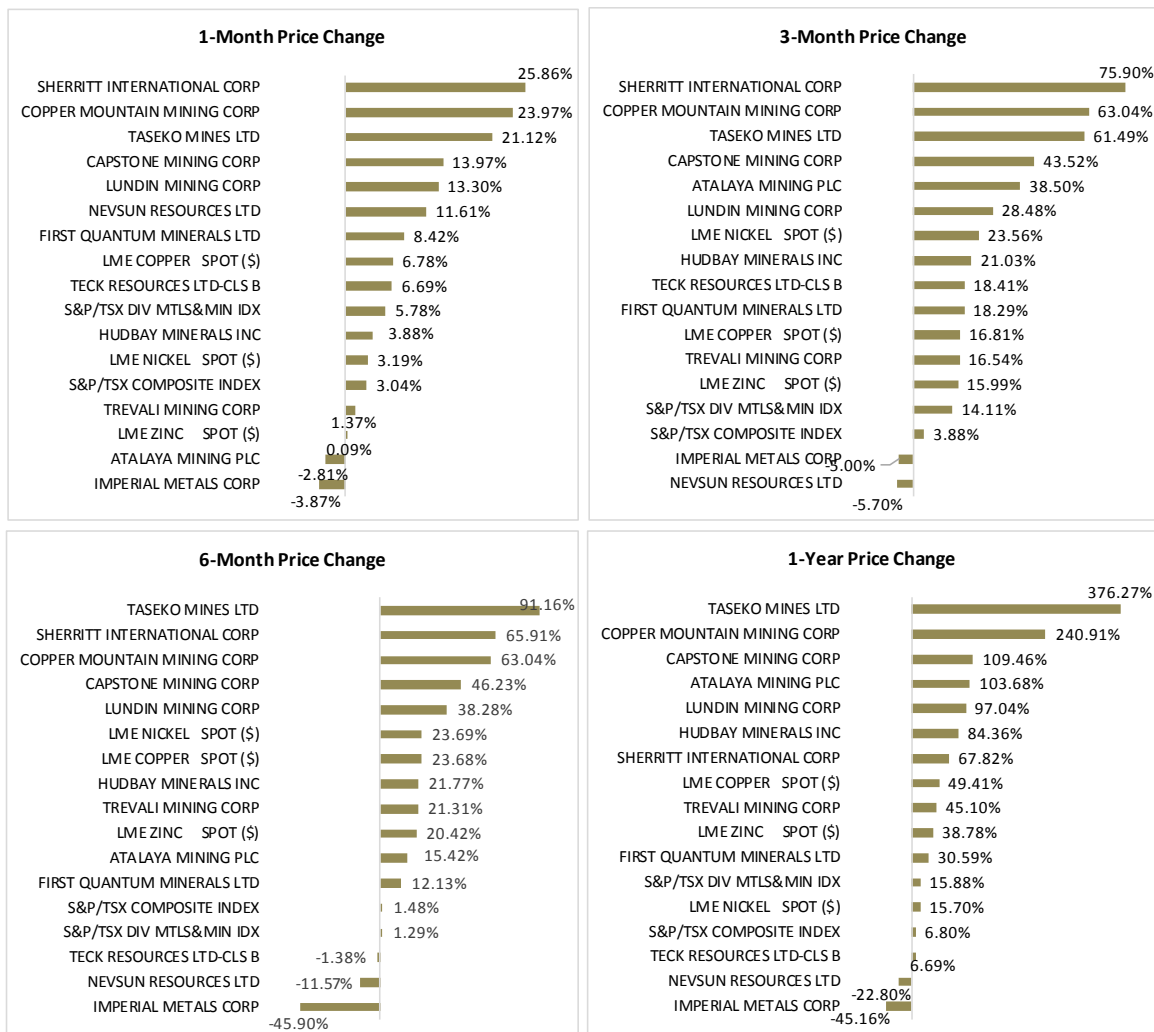 1-Month Price Change
SHERRITT INTERNATIONAL CORP 25.86%
COPPER MOUNTAIN MINING CORP 23.97%
TASEKO MINES LTD 21.12%
CAPSTONE MINING CORP 13.97%
LUNDIN MINING CORP 13.30%
NEVSUN RESOURCES LTD 11.61%
FIRST QUANTUM MINERALS LTD 8.42%
LME COPPER SPOT ($) 6.78%
TECK RESOURCES LTD-CLS B 6.69%
S&P/TSX DIV MTLS&MIN IDX 5.78%
HUDBAY MINERALS INC 3.88%
LME NICKEL SPOT ($) 3.19%
S&P/TSX COMPOSITE INDEX 3.04%
TREVALI MINING CORP 1.37%
LME ZINC SPOT ($) 0.09%
ATALAYA MINING PLC -2.81%
IMPERIAL METALS CORP -3.87%
3-Month Price Change
SHERRITT INTERNATIONAL CORP 75.90%
COPPER MOUNTAIN MINING CORP 63.04%
TASEKO MINES LTD 61.49%
CAPSTONE MINING CORP 43.52%
ATALAYA MINING PLC 38.50%
LUNDIN MINING CORP 28.48%
LME NICKEL SPOT ($) 23.56%
HUDBAY MINERALS INC 21.03%
TECK RESOURCES LTD-CLS B 18.41%
FIRST QUANTUM MINERALS LTD 18.29%
LME COPPER SPOT ($) 16.81%
TREVALI MINING CORP 16.54%
LME ZINC SPOT ($) 15.99%
S&P/TSX DIV MTLS&MIN IDX 14.11%
S&P/TSX COMPOSITE INDEX 3.88%
IMPERIAL METALS CORP -5.00%
NEVSUN RESOURCES LTD -5.70%
6-Month Price Change
TASEKO MINES LTD 91.16%
SHERRITT INTERNATIONAL CORP 65.91%
COPPER MOUNTAIN MINING CORP 63.04%
CAPSTONE MINING CORP 46.23%
LUNDIN MINING CORP 38.28%
LME NICKEL SPOT ($) 23.69%
LME COPPER SPOT ($) 23.68%
HUDBAY MINERALS INC 21.77%
TREVALI MINING CORP 21.31%
LME ZINC SPOT ($) 20.42%
ATALAYA MINING PLC 15.42%
FIRST QUANTUM MINERALS LTD 12.13%
S&P/TSX COMPOSITE INDEX 1.48%
S&P/TSX DIV MTLS&MIN IDX 1.29%
TECK RESOURCES LTD-CLS B -1.38%
NEVSUN RESOURCES LTD -11.57%
IMPERIAL METALS CORP -45.90%
1-Year Price Change
TASEKO MINES LTD 376.27%
COPPER MOUNTAIN MINING CORP 240.91%
CAPSTONE MINING CORP 109.46%
ATALAYA MINING PLC 103.68%
LUNDIN MINING CORP 97.04%
HUDBAY MINERALS INC 84.36%
SHERRITT INTERNATIONAL CORP 67.82%
LME COPPER SPOT ($) 49.41%
TREVALI MINING CORP 45.10%
LME ZINC SPOT ($) 38.78%
FIRST QUANTUM MINERALS LTD 30.59%
S&P/TSX DIV MTLS&MIN IDX 15.88%
LME NICKEL SPOT ($) 15.70%
S&P/TSX COMPOSITE INDEX 6.80%
TECK RESOURCES LTD-CLS B 6.69%
NEVSUN RESOURCES LTD -22.80%
IMPERIAL METALS CORP -45.16%